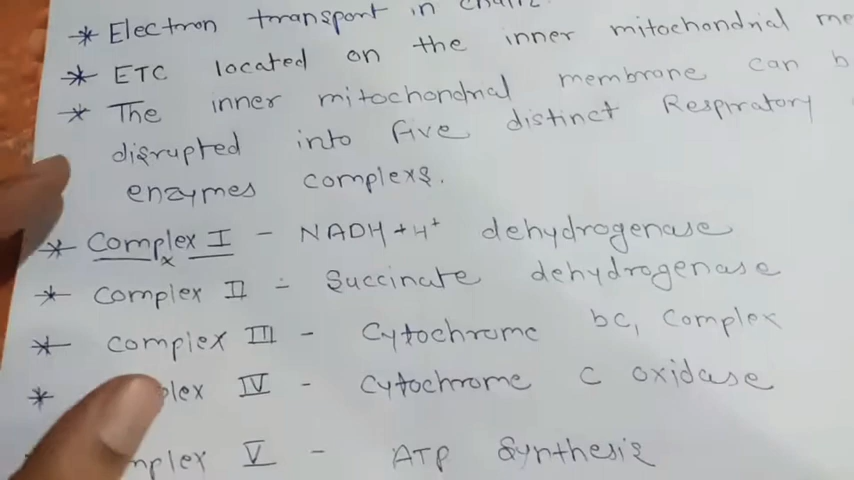 * Electron transport in
* ETC located on the inner mitochondrial
* The inner mitochondrial membrane can
disrupted into five distinct Respiratory
enzymes complexs.
* Complex I - NADH + H+ dehydrogenase
* Complex II - Succinate dehydrogenase
* Complex III - Cytochrome bc1 Complex
* plex IV - Cytochrome C oxidase
mplex V - ATP Synthesis